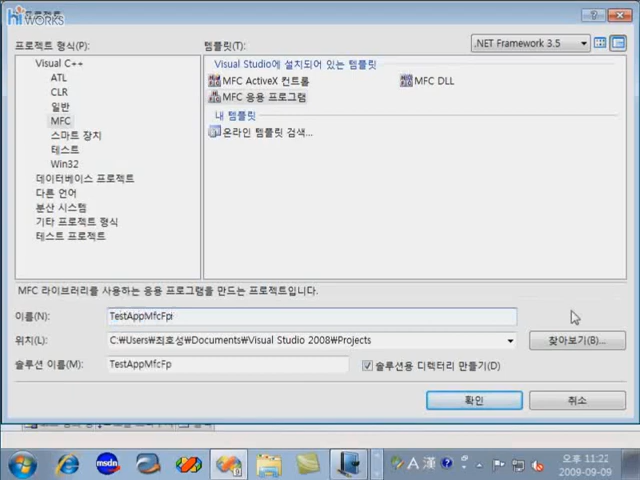 hiWORKS
프로젝트 형식(P):
템플릿(T):
.NET Framework 3.5
Visual C++
ATL
CLR
일반
MFC
스마트 장치
테스트
Win32
데이터베이스 프로젝트
다른 언어
분산 시스템
기타 프로젝트 형식
테스트 프로젝트
Visual Studio에 설치되어 있는 템플릿
MFC ActiveX 컨트롤
MFC DLL
MFC 응용 프로그램
내 템플릿
온라인 템플릿 검색...
MFC 라이브러리를 사용하는 응용 프로그램을 만드는 프로젝트입니다.
이름(N):
TestAppMfcFp
위치(L):
C:₩Users₩최호성₩Documents₩Visual Studio 2008₩Projects
찾아보기(B)...
솔루션 이름(M):
TestAppMfcFp
솔루션용 디렉터리 만들기(D)
확인
취소
msdn
A 漢
오후 11:22
2009-09-09